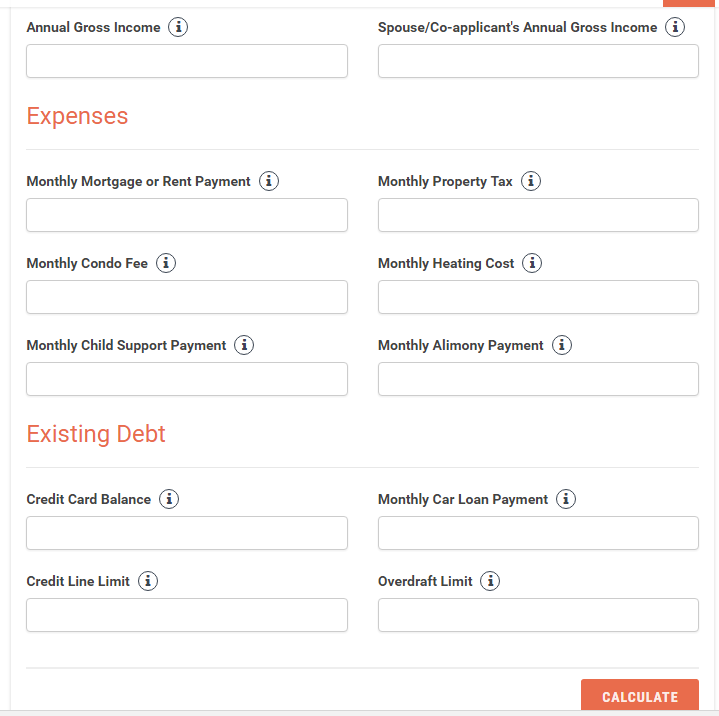 Annual Gross Income
Spouse/Co-applicant's Annual Gross Income
Expenses
Monthly Mortgage or Rent Payment
Monthly Property Tax
Monthly Condo Fee
Monthly Heating Cost
Monthly Child Support Payment
Monthly Alimony Payment
Existing Debt
Credit Card Balance
Monthly Car Loan Payment
Credit Line Limit
Overdraft Limit
CALCULATE